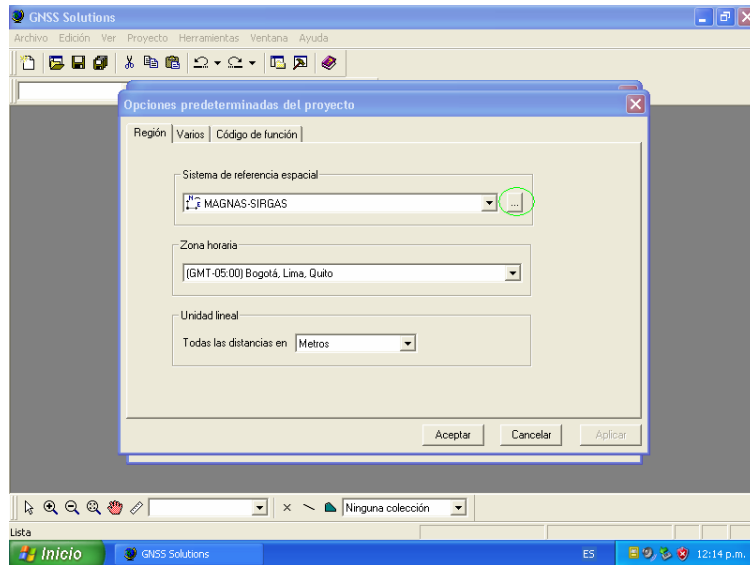 GNSS Solutions
Archivo Edición Ver Proyecto Herramientas Ventana Ayuda
Opciones predeterminadas del proyecto
Región Varios Código de función
Sistema de referencia espacial
MAGNAS-SIRGAS
...
Zona horaria
(GMT-05:00) Bogotá, Lima, Quito
Unidad lineal
Todas las distancias en Metros
Aceptar Cancelar Aplicar
Ninguna colección
Lista
Inicio GNSS Solutions ES 12:14 p.m.